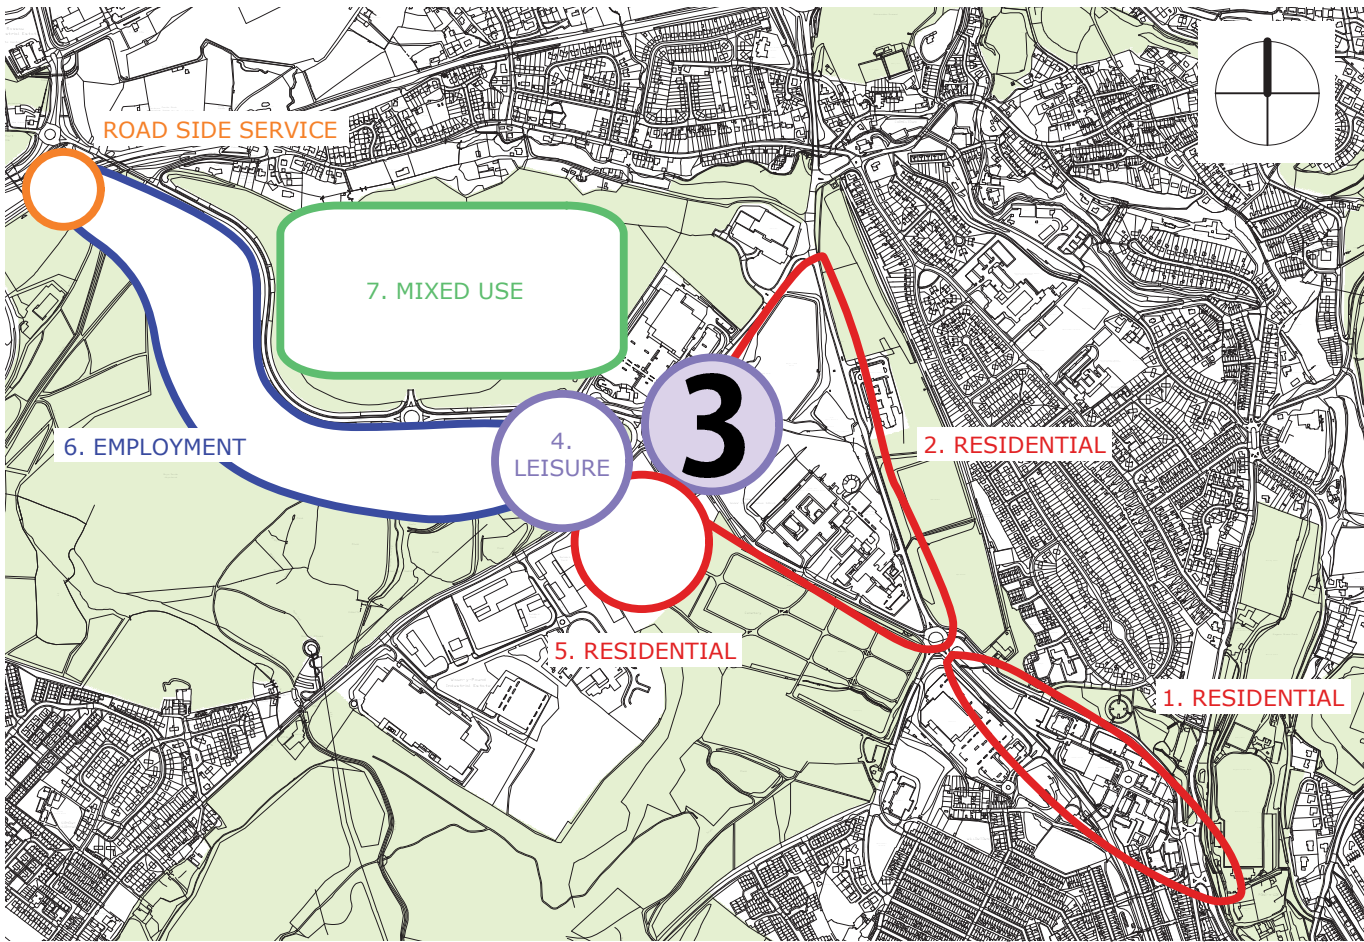 ROAD SIDE SERVICE
7. MIXED USE
3
6. EMPLOYMENT
4.
LEISURE
2. RESIDENTIAL
5. RESIDENTIAL
1. RESIDENTIAL